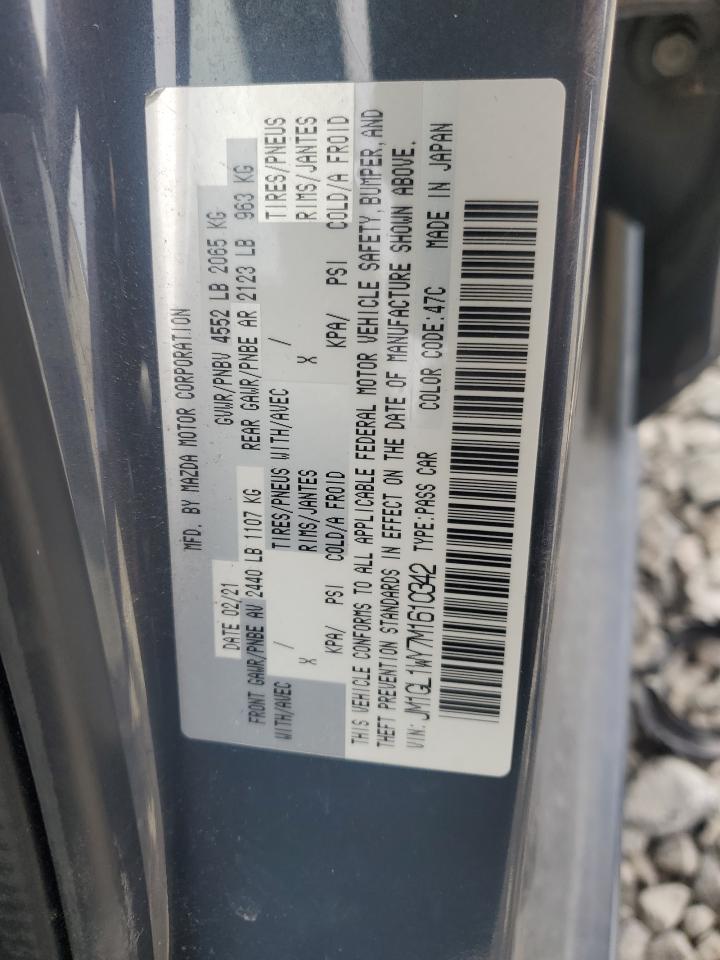 MFD. BY MAZDA MOTOR CORPORATION
DATE 02/21 GVWR/PNBV 4552 LB 2065 KG
FRONT GAWR/PNBE AV 2440 LB 1107 KG REAR GAWR/PNBE AR 2123 LB 963 KG
WITH/AVEC / TIRES/PNEUS WITH/AVEC / TIRES/PNEUS
X RIMS/JANTES X RIMS/JANTES
KPA/ PSI COLD/A FROID KPA/ PSI COLD/A FROID
THIS VEHICLE CONFORMS TO ALL APPLICABLE FEDERAL MOTOR VEHICLE SAFETY, BUMPER, AND
THEFT PREVENTION STANDARDS IN EFFECT ON THE DATE OF MANUFACTURE SHOWN ABOVE.
VIN: JM1GL1WY7M1610342 TYPE:PASS CAR COLOR CODE:47C MADE IN JAPAN